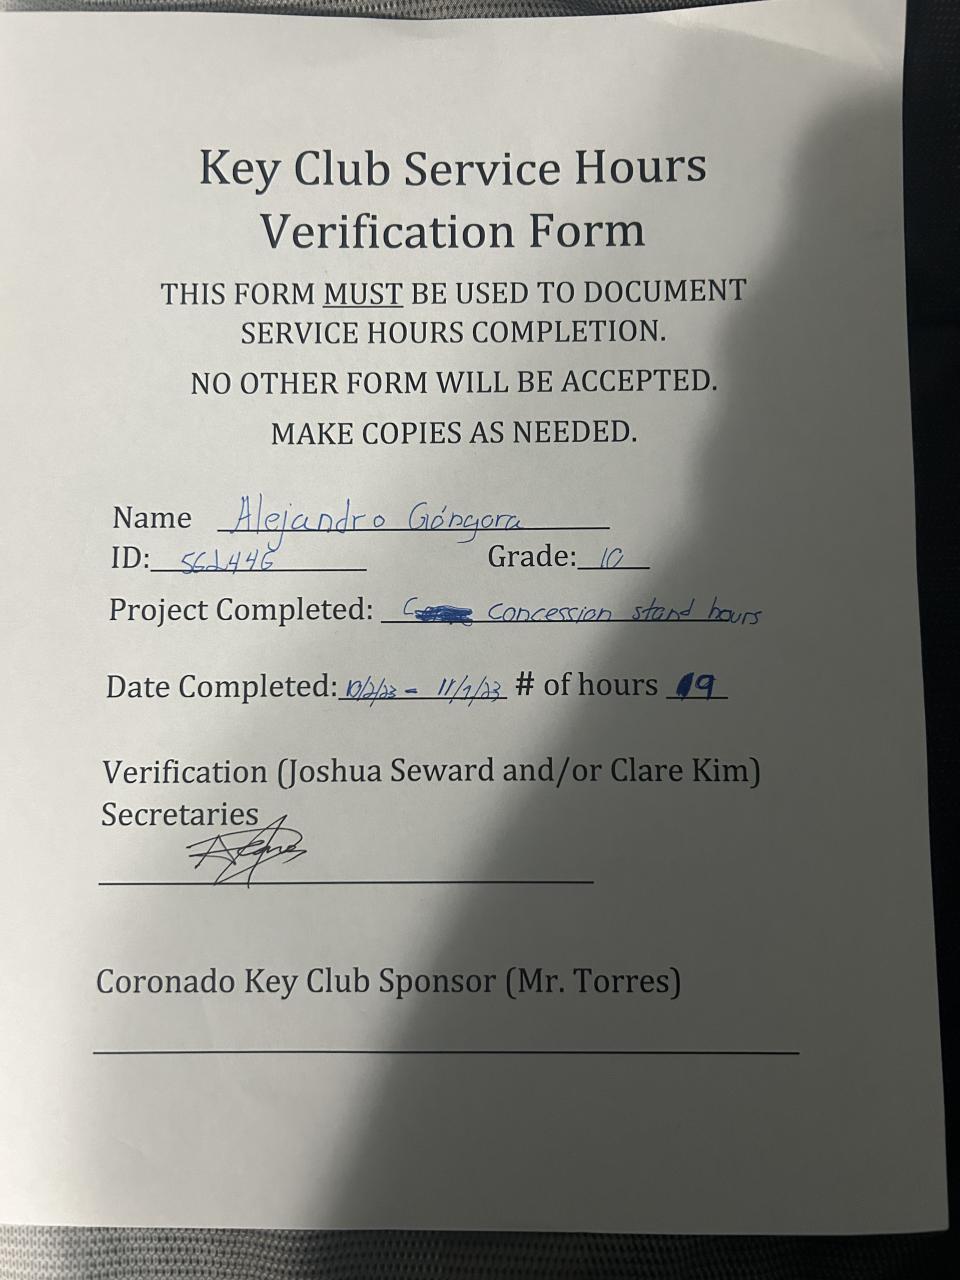 Key Club Service Hours
Verification Form
THIS FORM MUST BE USED TO DOCUMENT
SERVICE HOURS COMPLETION.
NO OTHER FORM WILL BE ACCEPTED.
MAKE COPIES AS NEEDED.
Name Alejandro Góngora
ID: Grade: 10
Project Completed: concession stand hours
Date Completed: 10/2/23 - 11/7/23 # of hours 19
Verification (Joshua Seward and/or Clare Kim)
Secretaries
Coronado Key Club Sponsor (Mr. Torres)